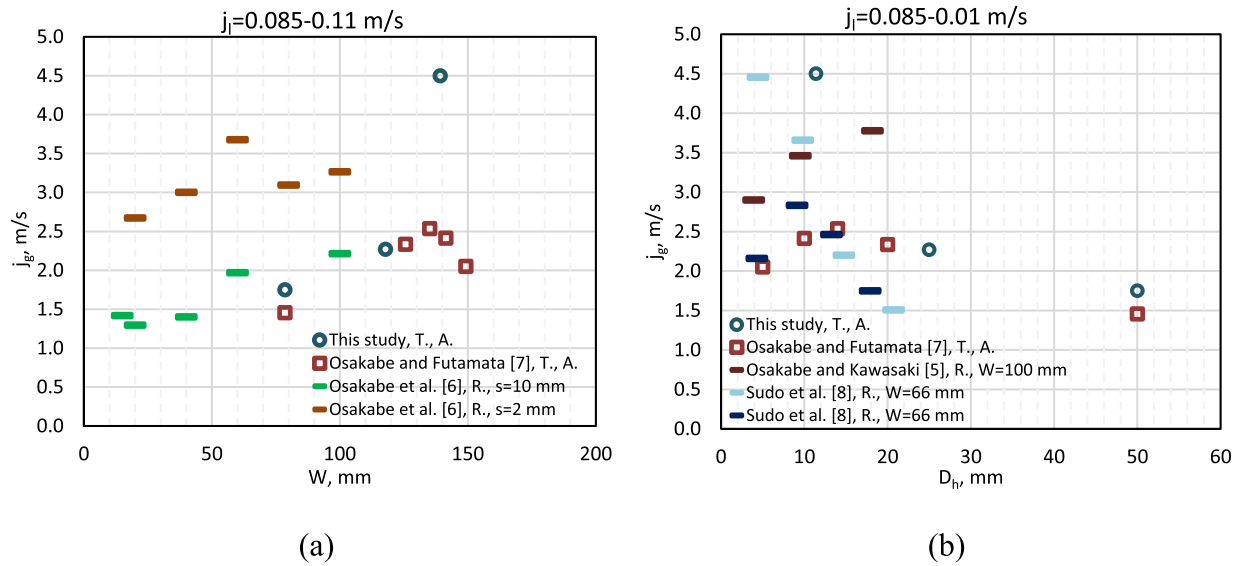 jl=0.085-0.11 m/s
5.0
4.5
4.0
3.5
3.0
2.5
2.0
1.5
1.0
0.5
0.0
jg, m/s
This study, T., A.
Osakabe and Futamata [7], T., A.
Osakabe et al. [6], R., s=10 mm
Osakabe et al. [6], R., s=2 mm
0 50 100 150 200
W, mm
(a)
jl=0.085-0.01 m/s
5.0
4.5
4.0
3.5
3.0
2.5
2.0
1.5
1.0
0.5
0.0
jg, m/s
This study, T., A.
Osakabe and Futamata [7], T., A.
Osakabe and Kawasaki [5], R., W=100 mm
Sudo et al. [8], R., W=66 mm
Sudo et al. [8], R., W=66 mm
0 10 20 30 40 50 60
Dh, mm
(b)